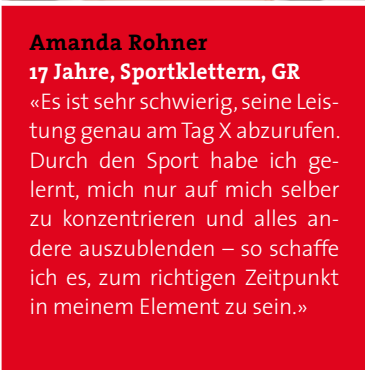 Amanda Rohner
17 Jahre, Sportklettern, GR
«Es ist sehr schwierig, seine Leis-
tung genau am Tag X abzurufen.
Durch den Sport habe ich ge-
lernt, mich nur auf mich selber
zu konzentrieren und alles an-
dere auszublenden – so schaffe
ich es, zum richtigen Zeitpunkt
in meinem Element zu sein.»